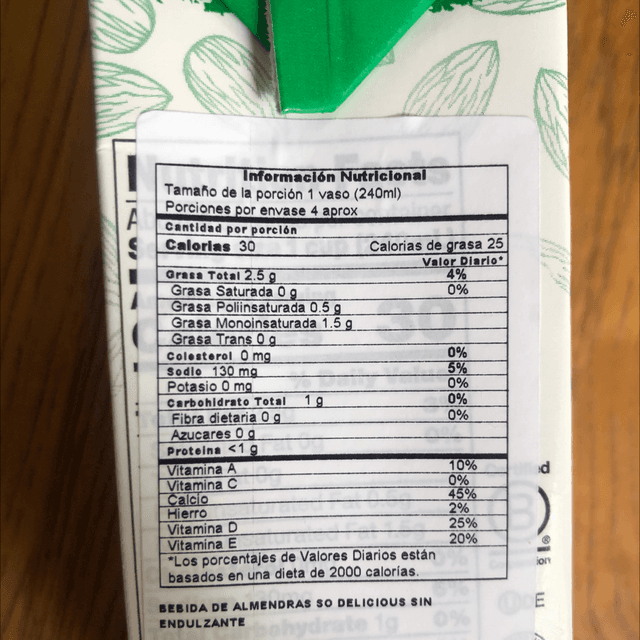 Información Nutricional
Tamaño de la porción 1 vaso (240ml)
Porciones por envase 4 aprox
Cantidad por porción
Calorias 30 Calorias de grasa 25
Valor Diario*
Grasa Total 2.5 g 4%
Grasa Saturada 0 g 0%
Grasa Poliinsaturada 0.5 g
Grasa Monoinsaturada 1.5 g
Grasa Trans 0 g
Colesterol 0 mg 0%
Sodio 130 mg 5%
Potasio 0 mg 0%
Carbohidrato Total 1 g 0%
Fibra dietaria 0 g 0%
Azucares 0 g
Proteina <1 g
Vitamina A 10%
Vitamina C 0%
Calcio 45%
Hierro 2%
Vitamina D 25%
Vitamina E 20%
*Los porcentajes de Valores Diarios están
basados en una dieta de 2000 calorías.
BEBIDA DE ALMENDRAS SO DELICIOUS SIN
ENDULZANTE